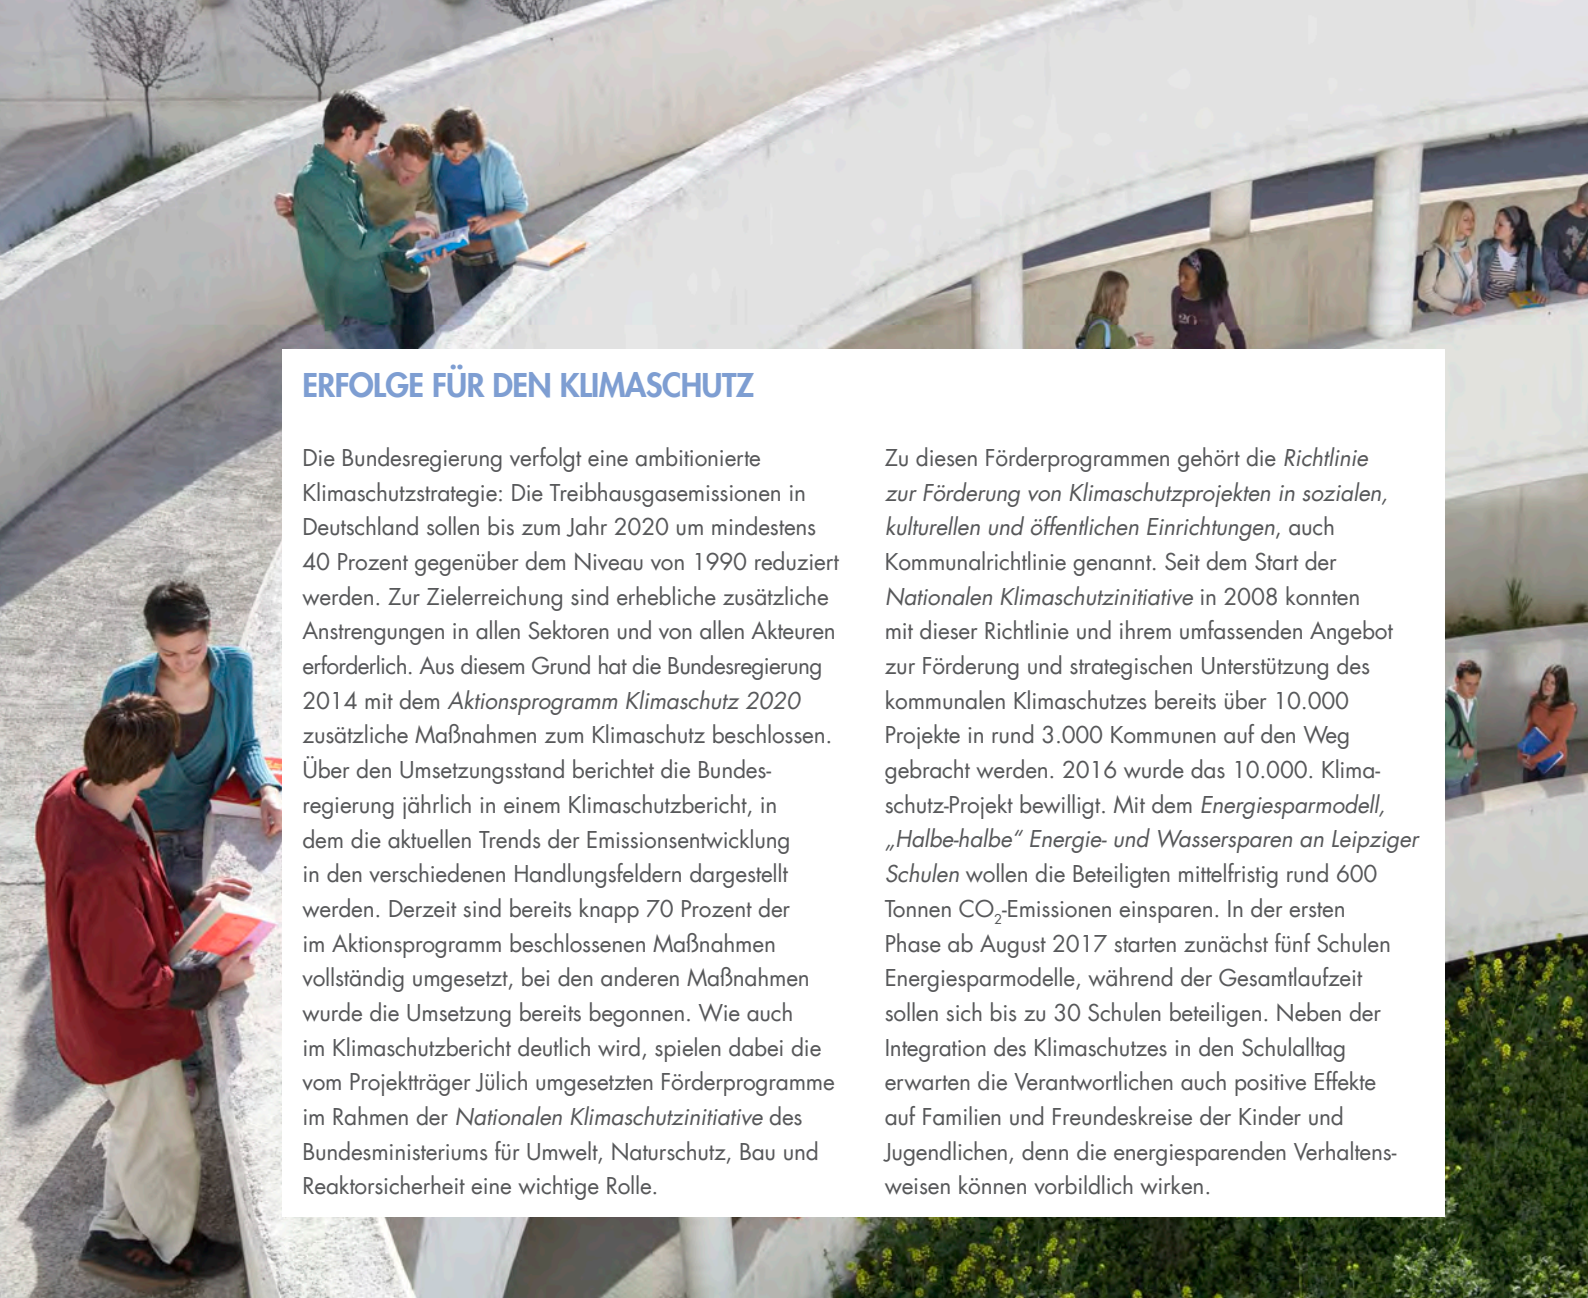 ERFOLGE FÜR DEN KLIMASCHUTZ
Die Bundesregierung verfolgt eine ambitionierte
Klimaschutzstrategie: Die Treibhausgasemissionen in
Deutschland sollen bis zum Jahr 2020 um mindestens
40 Prozent gegenüber dem Niveau von 1990 reduziert
werden. Zur Zielerreichung sind erhebliche zusätzliche
Anstrengungen in allen Sektoren und von allen Akteuren
erforderlich. Aus diesem Grund hat die Bundesregierung
2014 mit dem Aktionsprogramm Klimaschutz 2020
zusätzliche Maßnahmen zum Klimaschutz beschlossen.
Über den Umsetzungsstand berichtet die Bundes-
regierung jährlich in einem Klimaschutzbericht, in
dem die aktuellen Trends der Emissionsentwicklung
in den verschiedenen Handlungsfeldern dargestellt
werden. Derzeit sind bereits knapp 70 Prozent der
im Aktionsprogramm beschlossenen Maßnahmen
vollständig umgesetzt, bei den anderen Maßnahmen
wurde die Umsetzung bereits begonnen. Wie auch
im Klimaschutzbericht deutlich wird, spielen dabei die
vom Projektträger Jülich umgesetzten Förderprogramme
im Rahmen der Nationalen Klimaschutzinitiative des
Bundesministeriums für Umwelt, Naturschutz, Bau und
Reaktorsicherheit eine wichtige Rolle.
Zu diesen Förderprogrammen gehört die Richtlinie
zur Förderung von Klimaschutzprojekten in sozialen,
kulturellen und öffentlichen Einrichtungen, auch
Kommunalrichtlinie genannt. Seit dem Start der
Nationalen Klimaschutzinitiative in 2008 konnten
mit dieser Richtlinie und ihrem umfassenden Angebot
zur Förderung und strategischen Unterstützung des
kommunalen Klimaschutzes bereits über 10.000
Projekte in rund 3.000 Kommunen auf den Weg
gebracht werden. 2016 wurde das 10.000. Klima-
schutz-Projekt bewilligt. Mit dem Energiesparmodell,
„Halbe-halbe“ Energie- und Wassersparen an Leipziger
Schulen wollen die Beteiligten mittelfristig rund 600
Tonnen CO₂-Emissionen einsparen. In der ersten
Phase ab August 2017 starten zunächst fünf Schulen
Energiesparmodelle, während der Gesamtlaufzeit
sollen sich bis zu 30 Schulen beteiligen. Neben der
Integration des Klimaschutzes in den Schulalltag
erwarten die Verantwortlichen auch positive Effekte
auf Familien und Freundeskreise der Kinder und
Jugendlichen, denn die energiesparenden Verhaltens-
weisen können vorbildlich wirken.